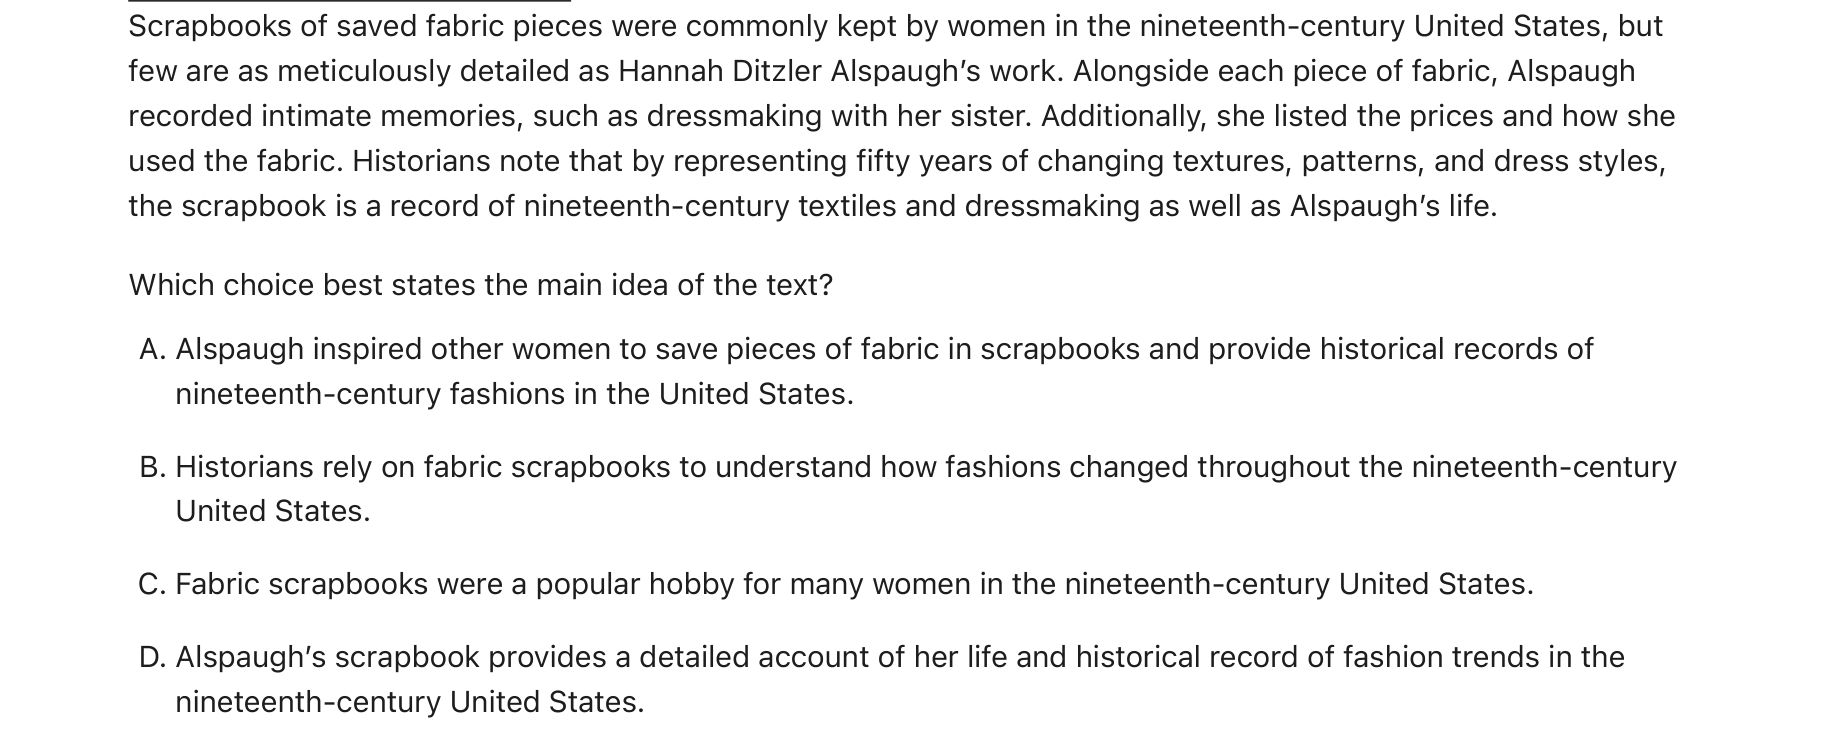 Scrapbooks of saved fabric pieces were commonly kept by women in the nineteenth-century United States, but
few are as meticulously detailed as Hannah Ditzler Alspaugh’s work. Alongside each piece of fabric, Alspaugh
recorded intimate memories, such as dressmaking with her sister. Additionally, she listed the prices and how she
used the fabric. Historians note that by representing fifty years of changing textures, patterns, and dress styles,
the scrapbook is a record of nineteenth-century textiles and dressmaking as well as Alspaugh’s life.
Which choice best states the main idea of the text?
A. Alspaugh inspired other women to save pieces of fabric in scrapbooks and provide historical records of
nineteenth-century fashions in the United States.
B. Historians rely on fabric scrapbooks to understand how fashions changed throughout the nineteenth-century
United States.
C. Fabric scrapbooks were a popular hobby for many women in the nineteenth-century United States.
D. Alspaugh’s scrapbook provides a detailed account of her life and historical record of fashion trends in the
nineteenth-century United States.